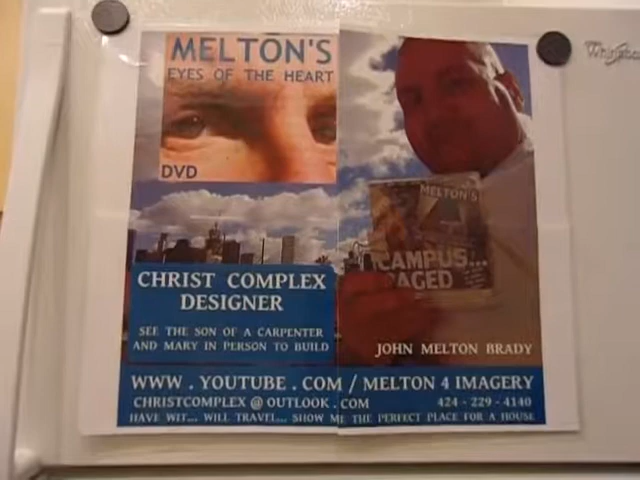 MELTON'S
EYES OF THE HEART
DVD
Whirlpool
MELTON'S
CAMPUS...
CHRIST COMPLEX
DESIGNER
SEE THE SON OF A CARPENTER
AND MARY IN PERSON TO BUILD
JOHN MELTON BRADY
WWW . YOUTUBE . COM / MELTON 4 IMAGERY
CHRISTCOMPLEX @ OUTLOOK . COM
424 - 229 - 4140
HAVE WIT... WILL TRAVEL... SHOW ME THE PERFECT PLACE FOR A HOUSE